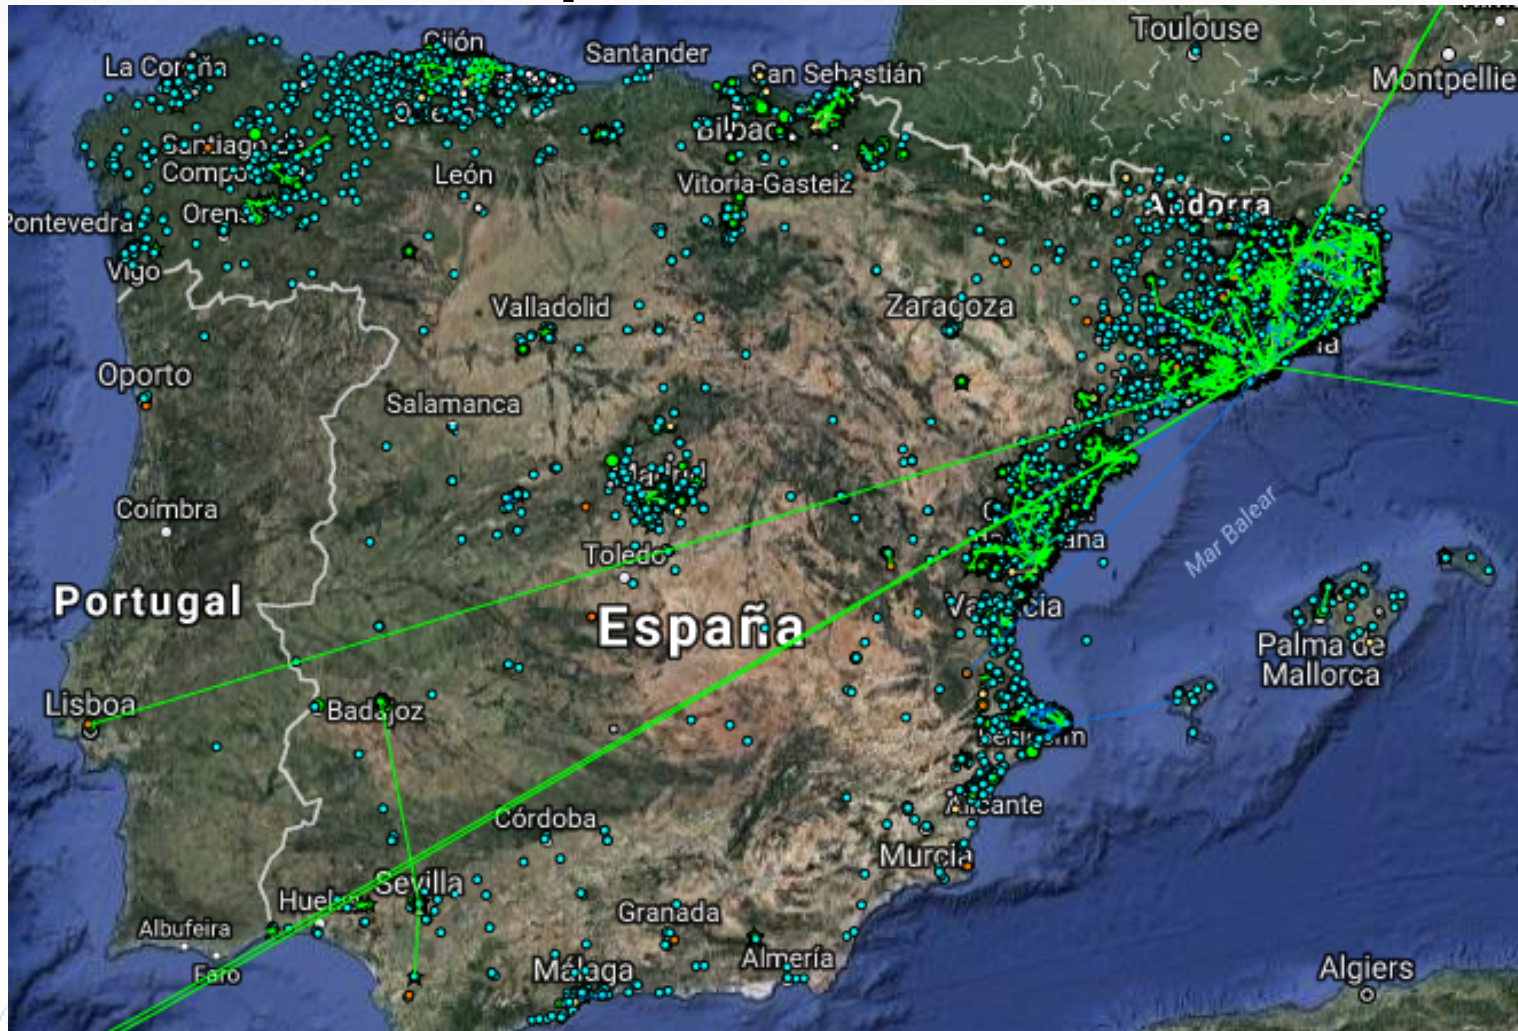 Toulouse
Gijón
Santander
La Coruña
San Sebastián
Montpellie
Bilbao
Santiago de
León
Vitoria-Gasteiz
Andorra
Pontevedra
Vigo
Valladolid
Zaragoza
Oporto
Salamanca
Madrid
Coímbra
Mar Balear
Toledo
Portugal
España
Valencia
Palma de
Mallorca
Lisboa
Badajoz
Benidorm
Alicante
Córdoba
Murcia
Sevilla
Huelva
Granada
Albufeira
Almería
Faro
Málaga
Algiers